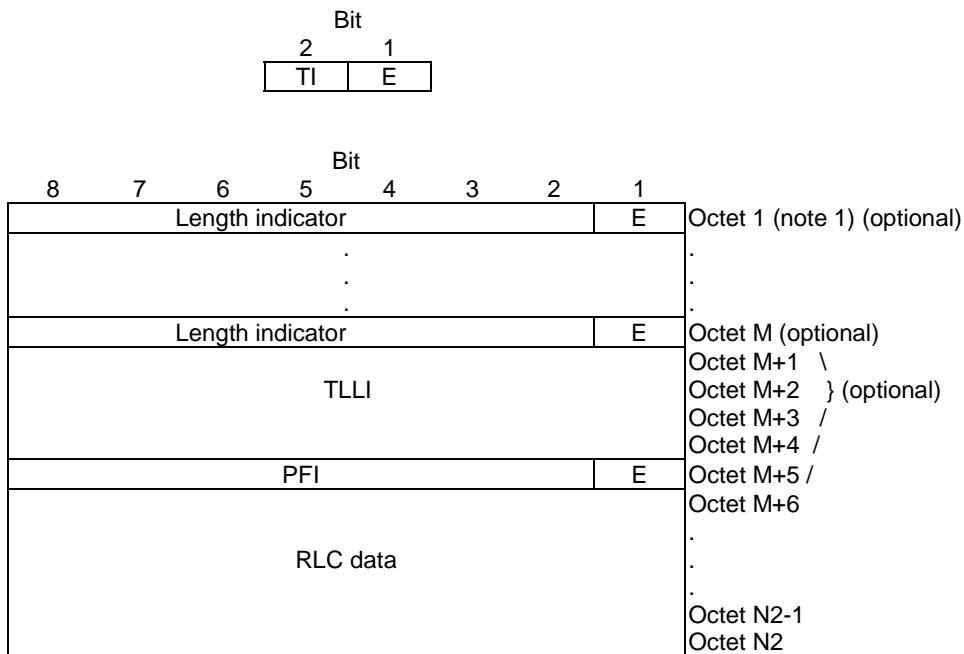 Bit
2 1
TI E
Bit
8 7 6 5 4 3 2 1
Length indicator E Octet 1 (note 1) (optional)
. .
. .
. .
Length indicator E Octet M (optional)
Octet M+1 \
TLLI Octet M+2 } (optional)
Octet M+3 /
Octet M+4 /
PFI E Octet M+5 /
Octet M+6
.
RLC data .
.
Octet N2-1
Octet N2